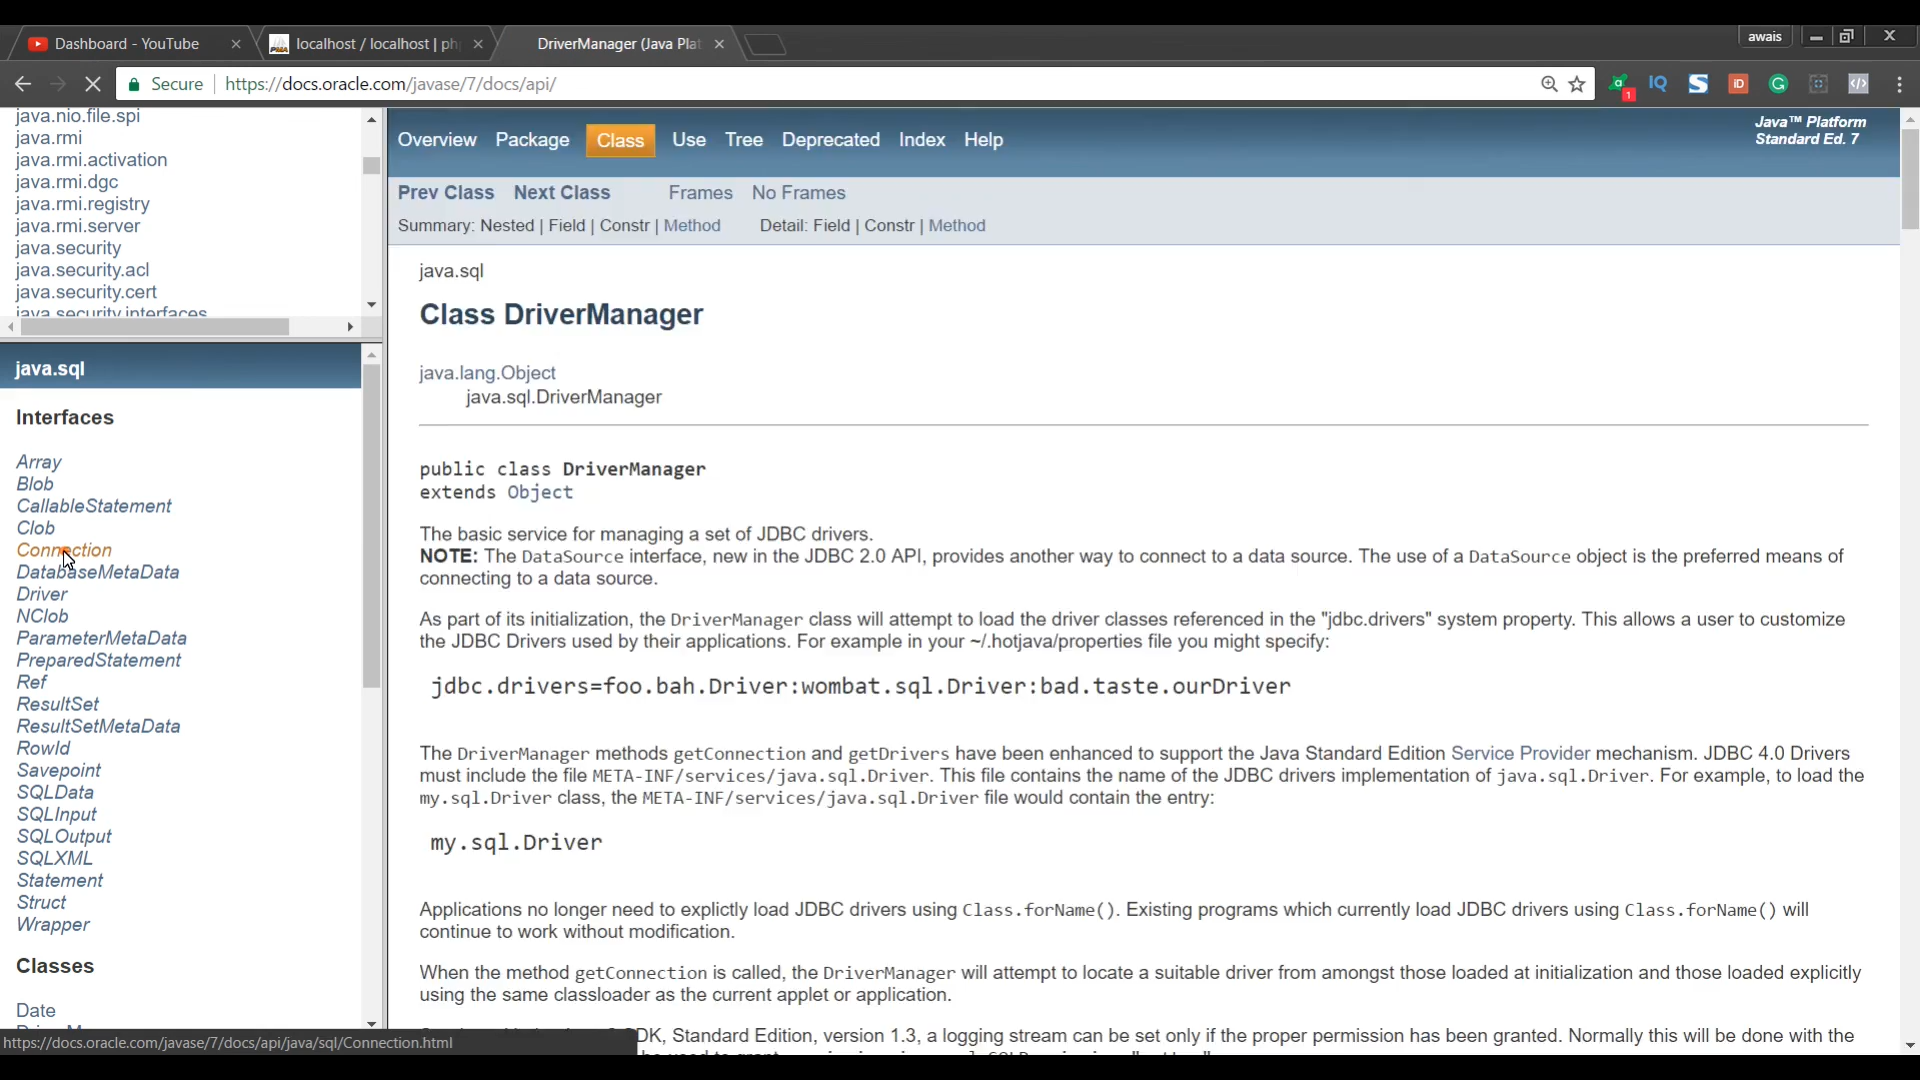 Dashboard - YouTube
localhost / localhost | ph
DriverManager (Java Plat
awais
Secure
https://docs.oracle.com/javase/7/docs/api/
1
IQ
iD
java.nio.file.spi
java.rmi
java.rmi.activation
java.rmi.dgc
java.rmi.registry
java.rmi.server
java.security
java.security.acl
java.security.cert
java.security.interfaces
java.sql
Interfaces
Array
Blob
CallableStatement
Clob
Connection
DatabaseMetaData
Driver
NClob
ParameterMetaData
PreparedStatement
Ref
ResultSet
ResultSetMetaData
RowId
Savepoint
SQLData
SQLInput
SQLOutput
SQLXML
Statement
Struct
Wrapper
Classes
Date
https://docs.oracle.com/javase/7/docs/api/java/sql/Connection.html
Overview Package Class Use Tree Deprecated Index Help
Java™ Platform
Standard Ed. 7
Prev Class Next Class Frames No Frames
Summary: Nested | Field | Constr | Method Detail: Field | Constr | Method
java.sql
Class DriverManager
java.lang.Object
java.sql.DriverManager
public class DriverManager
extends Object
The basic service for managing a set of JDBC drivers.
NOTE: The DataSource interface, new in the JDBC 2.0 API, provides another way to connect to a data source. The use of a DataSource object is the preferred means of
connecting to a data source.
As part of its initialization, the DriverManager class will attempt to load the driver classes referenced in the "jdbc.drivers" system property. This allows a user to customize
the JDBC Drivers used by their applications. For example in your ~/.hotjava/properties file you might specify:
jdbc.drivers=foo.bah.Driver:wombat.sql.Driver:bad.taste.ourDriver
The DriverManager methods getConnection and getDrivers have been enhanced to support the Java Standard Edition Service Provider mechanism. JDBC 4.0 Drivers
must include the file META-INF/services/java.sql.Driver. This file contains the name of the JDBC drivers implementation of java.sql.Driver. For example, to load the
my.sql.Driver class, the META-INF/services/java.sql.Driver file would contain the entry:
my.sql.Driver
Applications no longer need to explictly load JDBC drivers using Class.forName(). Existing programs which currently load JDBC drivers using Class.forName() will
continue to work without modification.
When the method getConnection is called, the DriverManager will attempt to locate a suitable driver from amongst those loaded at initialization and those loaded explicitly
using the same classloader as the current applet or application.
DK, Standard Edition, version 1.3, a logging stream can be set only if the proper permission has been granted. Normally this will be done with the